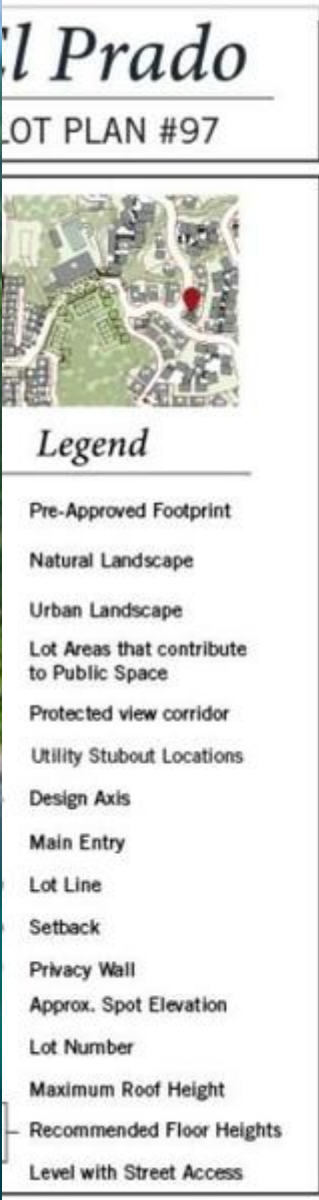 El Prado
LOT PLAN #97
Legend
Pre-Approved Footprint
Natural Landscape
Urban Landscape
Lot Areas that contribute
to Public Space
Protected view corridor
Utility Stubout Locations
Design Axis
Main Entry
Lot Line
Setback
Privacy Wall
Approx. Spot Elevation
Lot Number
Maximum Roof Height
Recommended Floor Heights
Level with Street Access